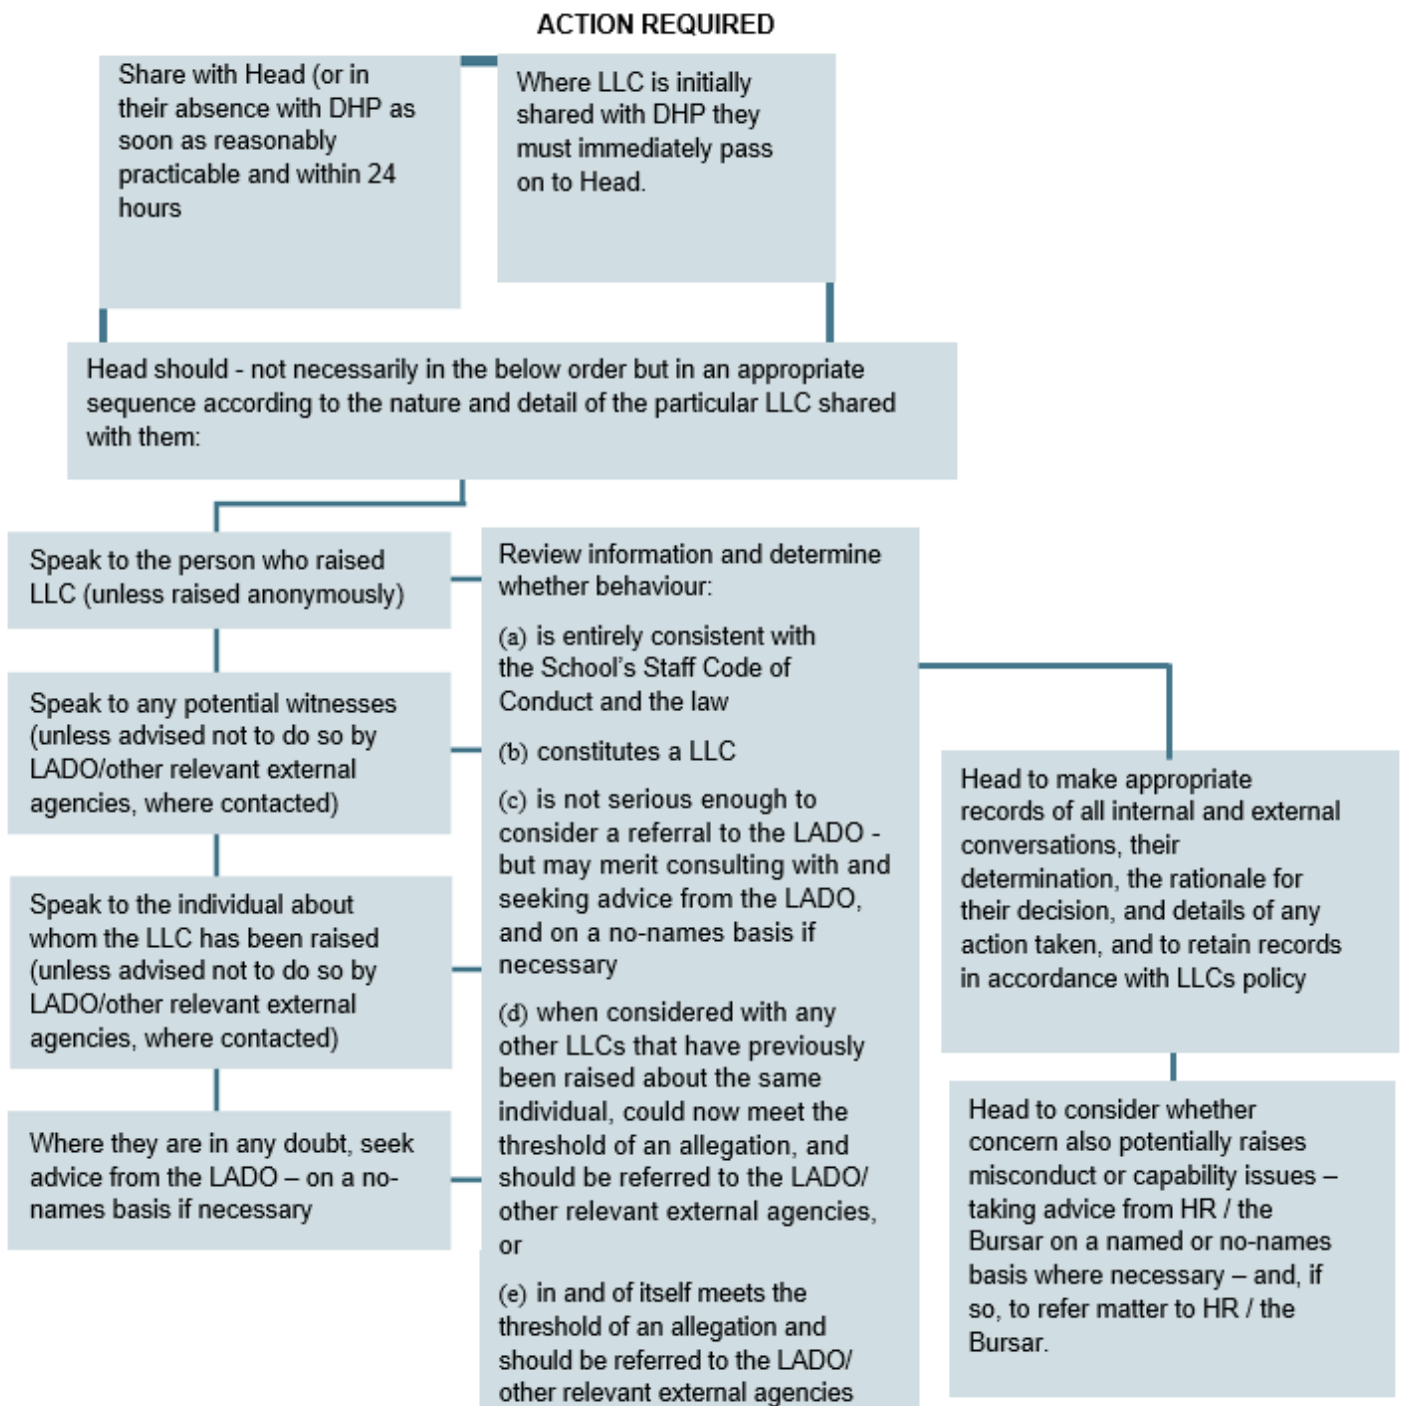 ACTION REQUIRED
Share with Head (or in
their absence with DHP as
soon as reasonably
practicable and within 24
hours
Where LLC is initially
shared with DHP they
must immediately pass
on to Head.
Head should - not necessarily in the below order but in an appropriate
sequence according to the nature and detail of the particular LLC shared
with them:
Speak to the person who raised
LLC (unless raised anonymously)
Speak to any potential witnesses
(unless advised not to do so by
LADO/other relevant external
agencies, where contacted)
Speak to the individual about
whom the LLC has been raised
(unless advised not to do so by
LADO/other relevant external
agencies, where contacted)
Where they are in any doubt, seek
advice from the LADO – on a no-
names basis if necessary
Review information and determine
whether behaviour:
(a) is entirely consistent with
the School's Staff Code of
Conduct and the law
(b) constitutes a LLC
(c) is not serious enough to
consider a referral to the LADO -
but may merit consulting with and
seeking advice from the LADO,
and on a no-names basis if
necessary
(d) when considered with any
other LLCs that have previously
been raised about the same
individual, could now meet the
threshold of an allegation, and
should be referred to the LADO/
other relevant external agencies,
or
(e) in and of itself meets the
threshold of an allegation and
should be referred to the LADO/
other relevant external agencies
Head to make appropriate
records of all internal and external
conversations, their
determination, the rationale for
their decision, and details of any
action taken, and to retain records
in accordance with LLCs policy
Head to consider whether
concern also potentially raises
misconduct or capability issues –
taking advice from HR / the
Bursar on a named or no-names
basis where necessary – and, if
so, to refer matter to HR / the
Bursar.